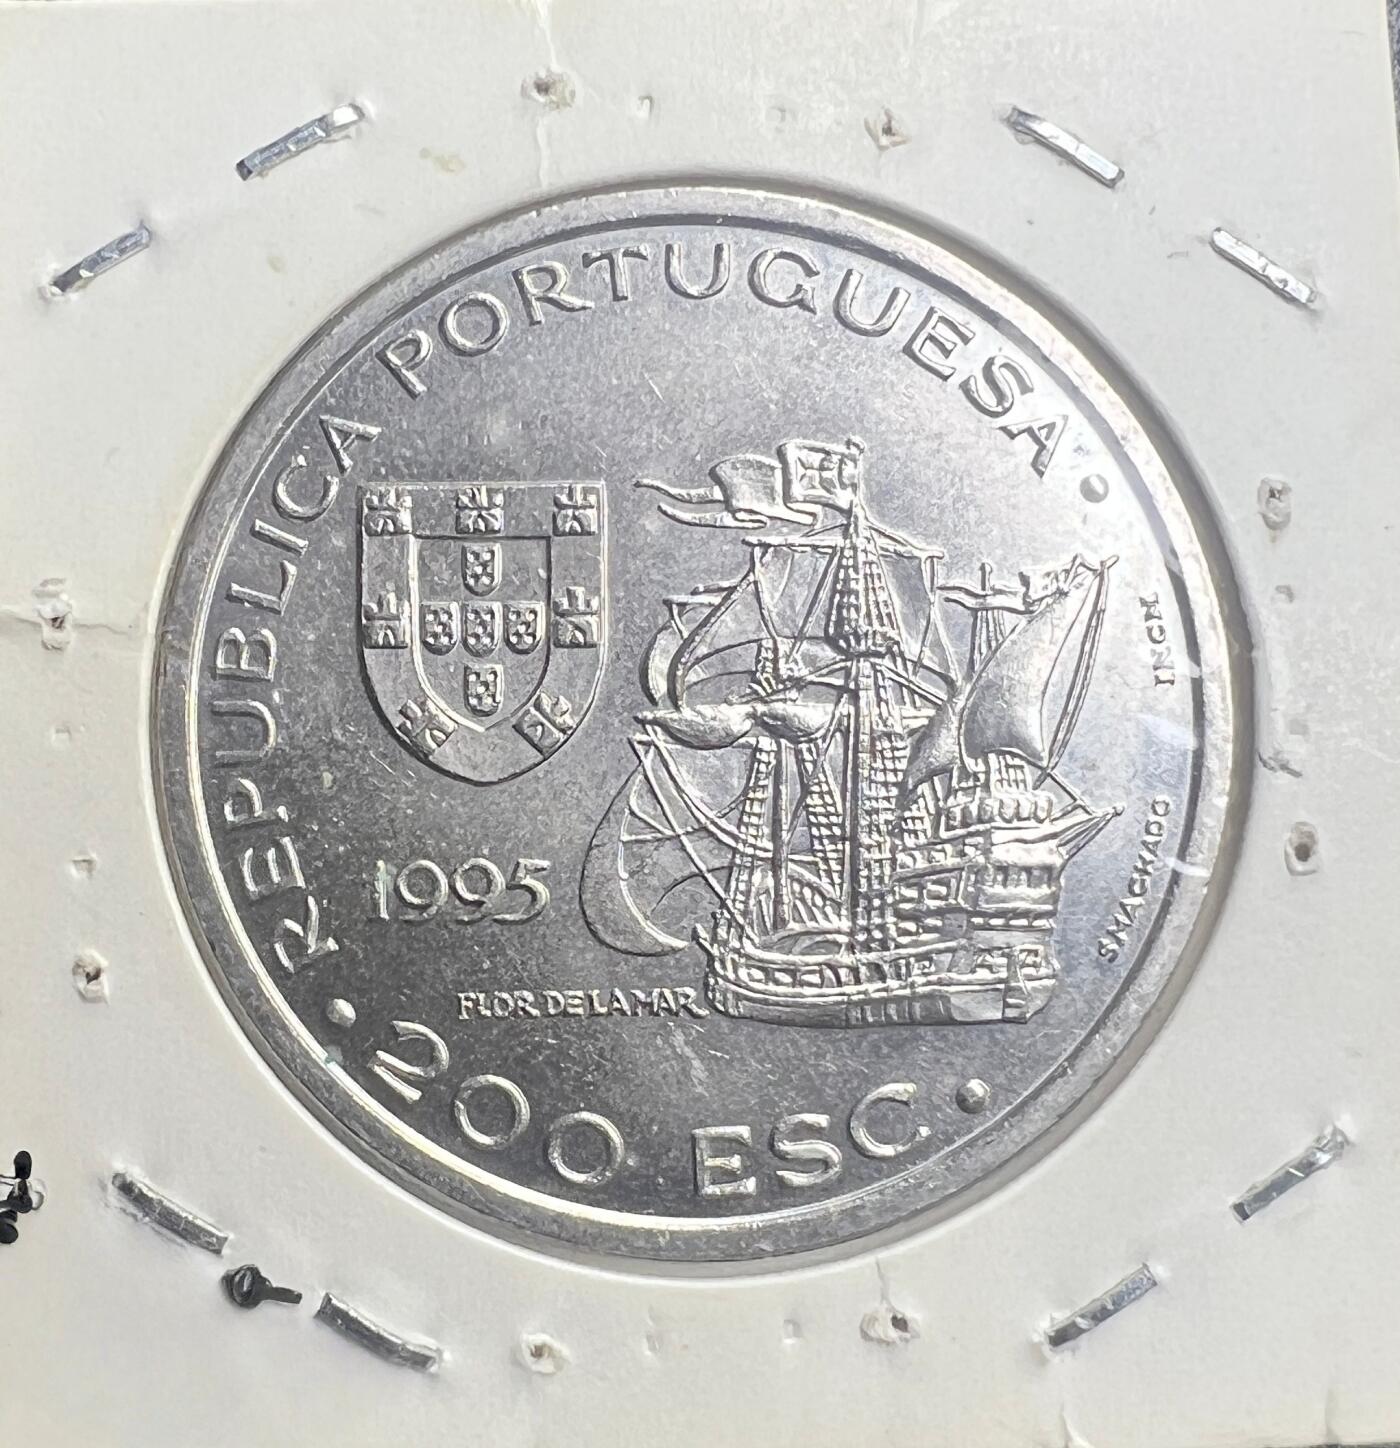 REPUBLICA PORTUGUESA
1995
FLOR DE LA MAR
200 ESC.
INCM
S.MACHADO